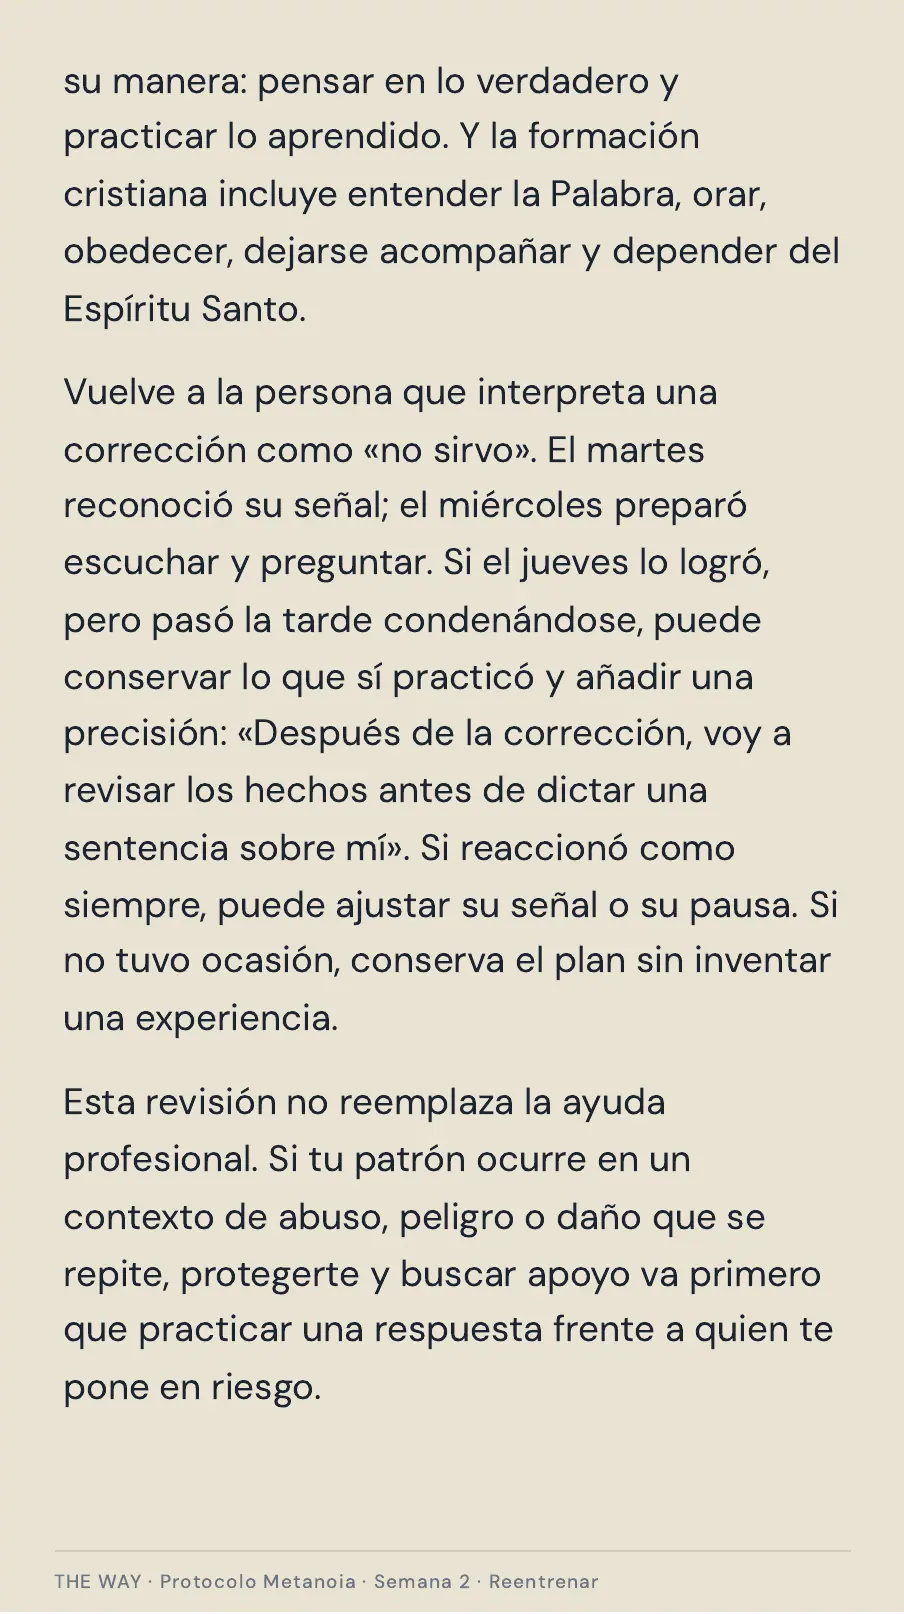 su manera: pensar en lo verdadero y
practicar lo aprendido. Y la formación
cristiana incluye entender la Palabra, orar,
obedecer, dejarse acompañar y depender del
Espíritu Santo.
Vuelve a la persona que interpreta una
corrección como «no sirvo». El martes
reconoció su señal; el miércoles preparó
escuchar y preguntar. Si el jueves lo logró,
pero pasó la tarde condenándose, puede
conservar lo que sí practicó y añadir una
precisión: «Después de la corrección, voy a
revisar los hechos antes de dictar una
sentencia sobre mí». Si reaccionó como
siempre, puede ajustar su señal o su pausa. Si
no tuvo ocasión, conserva el plan sin inventar
una experiencia.
Esta revisión no reemplaza la ayuda
profesional. Si tu patrón ocurre en un
contexto de abuso, peligro o daño que se
repite, protegerte y buscar apoyo va primero
que practicar una respuesta frente a quien te
pone en riesgo.
THE WAY · Protocolo Metanoia · Semana 2 · Reentrenar